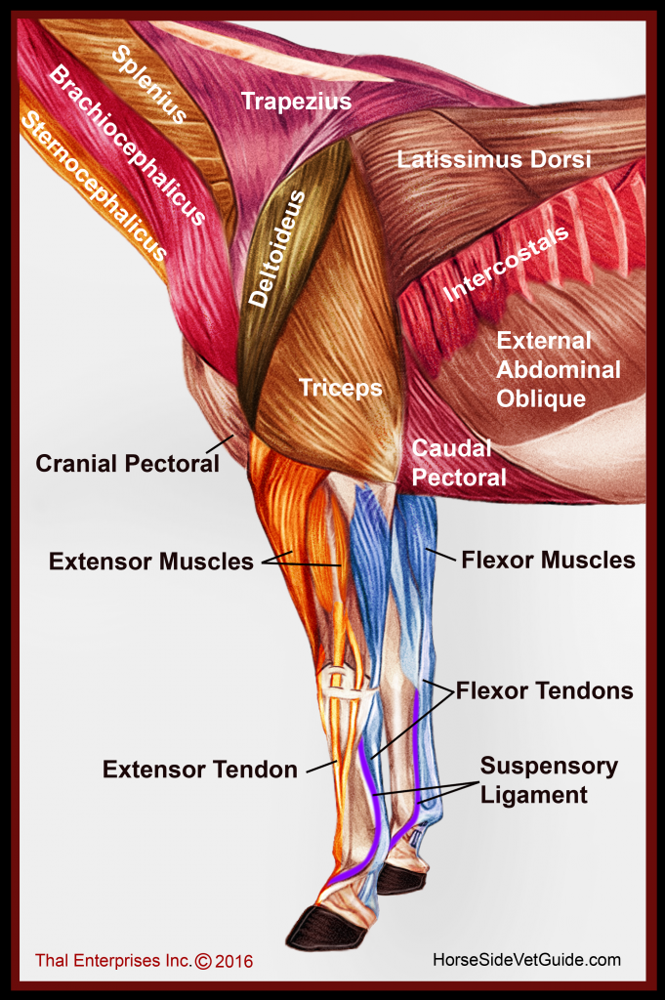 Splenius
Trapezius
Brachiocephalicus
Sternocephalicus
Latissimus Dorsi
Deltoideus
Intercostals
External
Abdominal
Oblique
Triceps
Caudal
Pectoral
Cranial Pectoral
Extensor Muscles
Flexor Muscles
Flexor Tendons
Extensor Tendon
Suspensory
Ligament
Thal Enterprises Inc. © 2016
HorseSideVetGuide.com